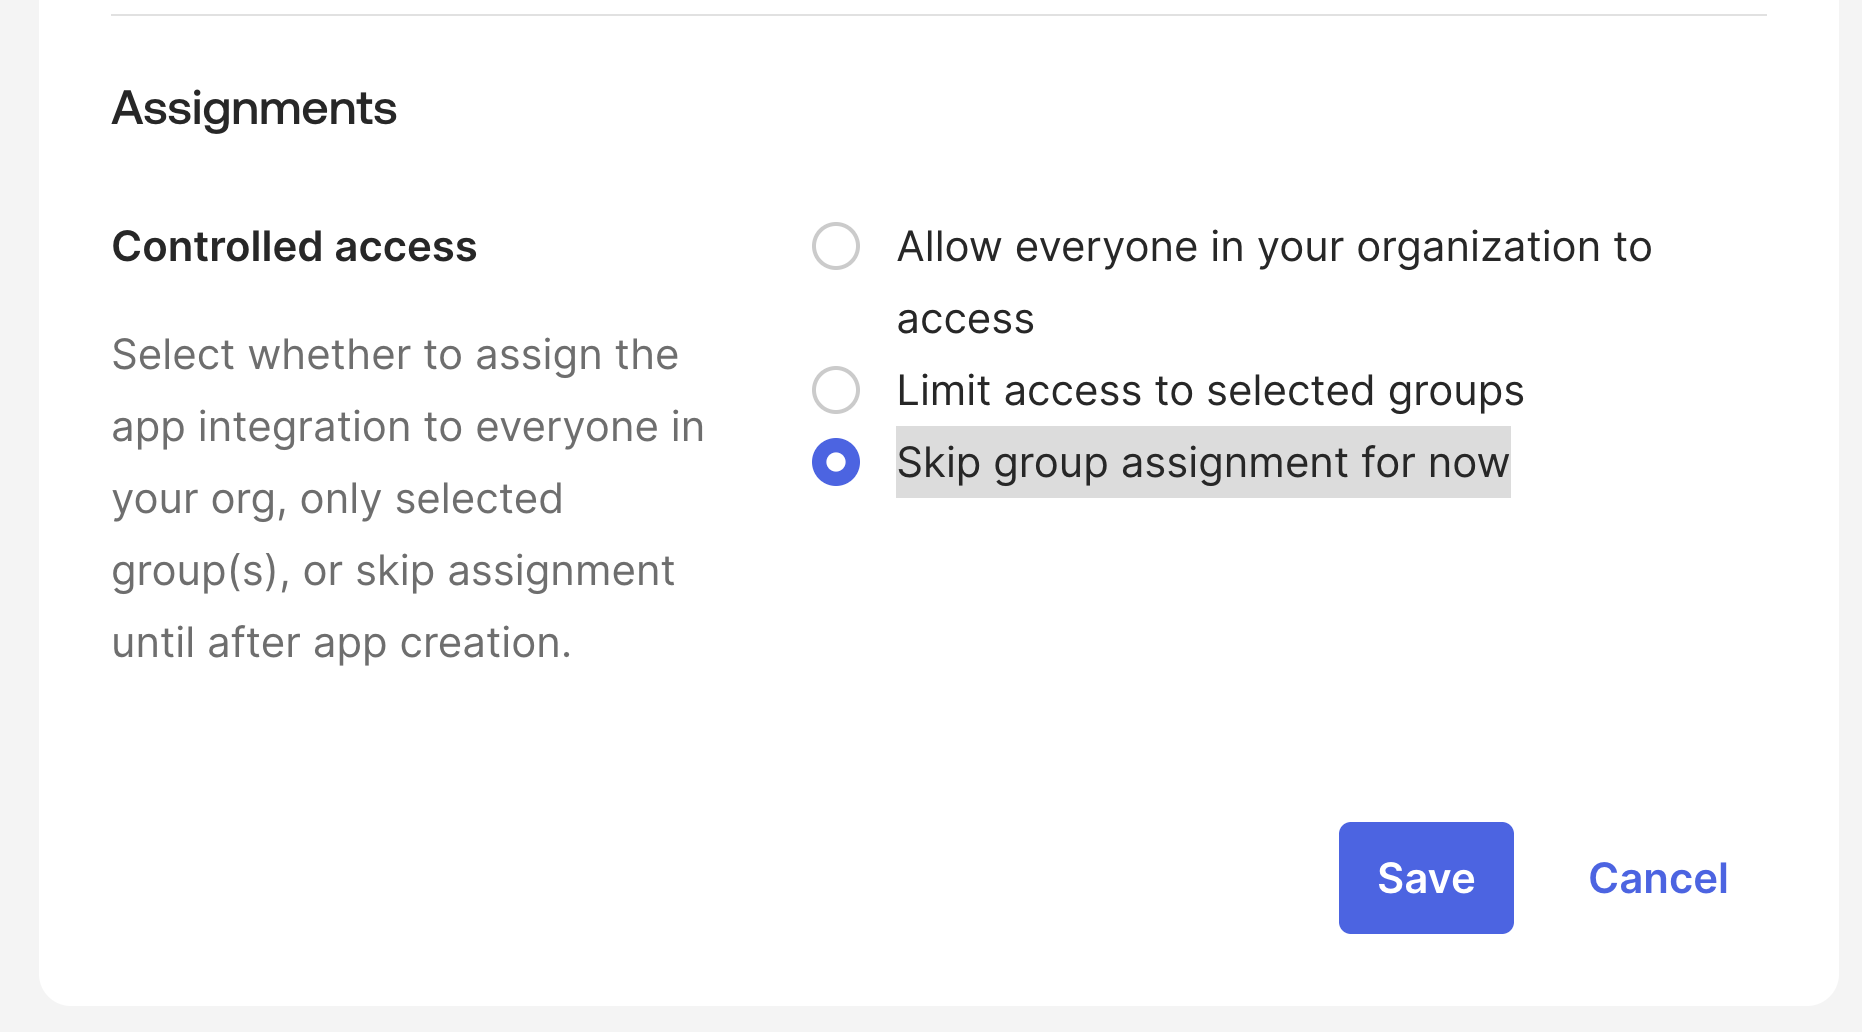 Assignments
Controlled access
Select whether to assign the
app integration to everyone in
your org, only selected
group(s), or skip assignment
until after app creation.
Allow everyone in your organization to
access
Limit access to selected groups
Skip group assignment for now
Save
Cancel